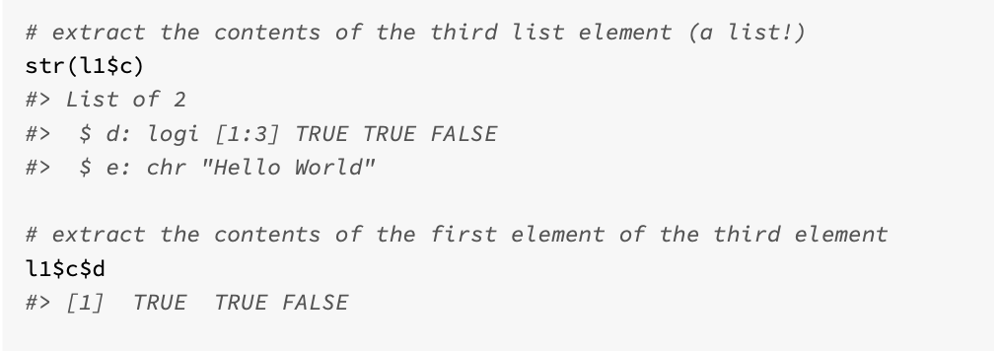 # extract the contents of the third list element (a list!)
str(l1$c)
#> List of 2
#>  $ d: logi [1:3] TRUE TRUE FALSE
#>  $ e: chr "Hello World"
# extract the contents of the first element of the third element
l1$c$d
#> [1]  TRUE  TRUE FALSE